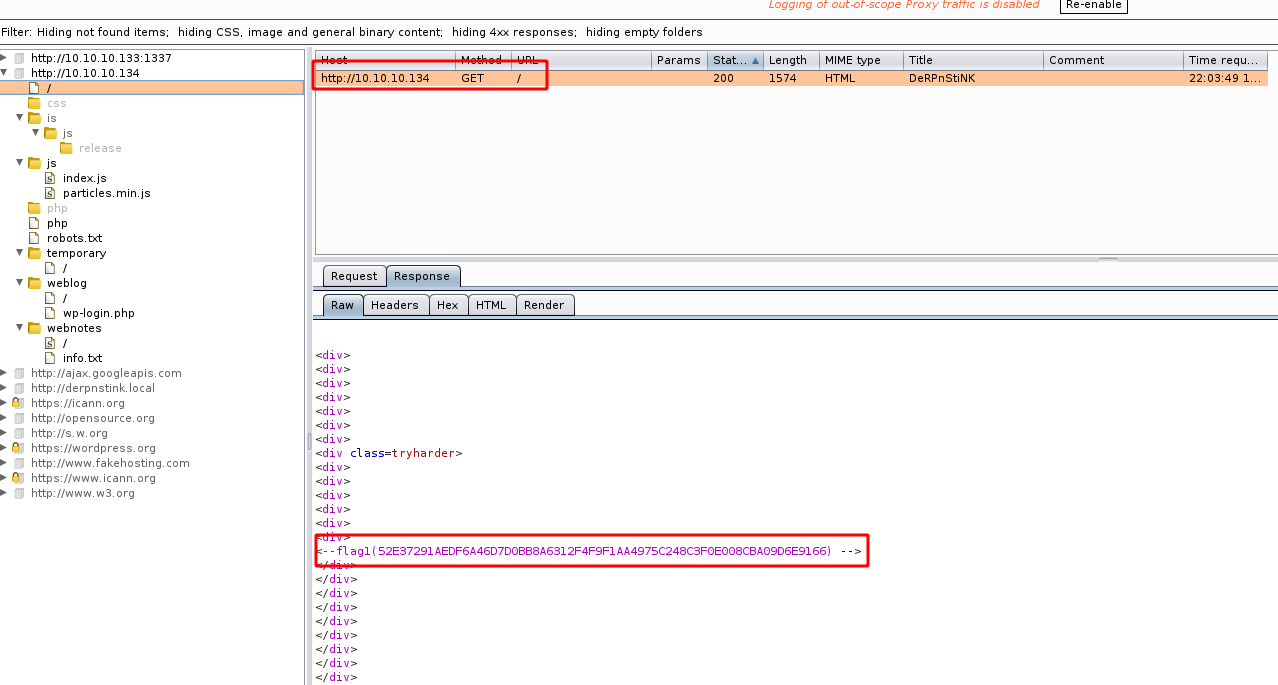 Logging of out-of-scope Proxy traffic is disabled Re-enable
Filter: Hiding not found items; hiding CSS, image and general binary content; hiding 4xx responses; hiding empty folders
http://10.10.10.133:1337
http://10.10.10.134
/
css
is
js
release
js
index.js
particles.min.js
php
php
robots.txt
temporary
/
weblog
/
wp-login.php
webnotes
/
info.txt
http://ajax.googleapis.com
http://derpnstink.local
https://icann.org
http://opensource.org
http://s.w.org
https://wordpress.org
http://www.fakehosting.com
https://www.icann.org
http://www.w3.org
Host Method URL Params Stat... Length MIME type Title Comment Time requ...
http://10.10.10.134 GET / 200 1574 HTML DeRPnStiNK 22:03:49 1...
Request Response
Raw Headers Hex HTML Render
<div>
<div>
<div>
<div>
<div>
<div>
<div>
<div class=tryharder>
<div>
<div>
<div>
<div>
<div>
<div>
<--flag1(52E37291AEDF6A46D7D0BB8A6312F4F9F1AA4975C248C3F0E008CBA09D6E9166) -->
</div>
</div>
</div>
</div>
</div>
</div>
</div>
</div>
</div>